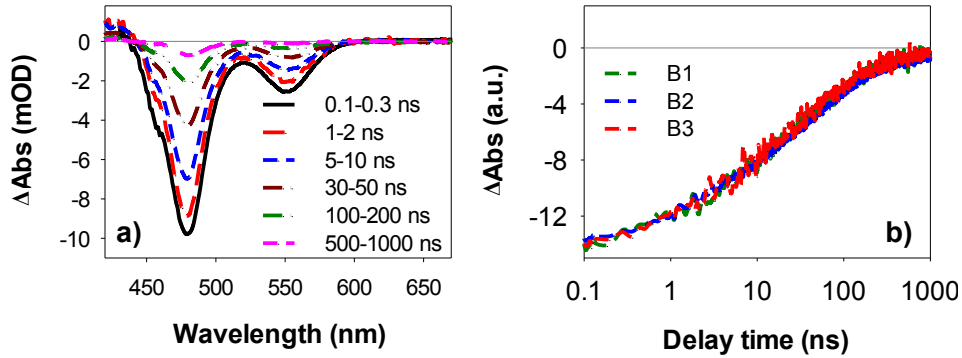 0
-2
-4
-6
-8
-10
ΔAbs (mOD)
0.1-0.3 ns
1-2 ns
5-10 ns
30-50 ns
100-200 ns
500-1000 ns
a)
450 500 550 600 650
Wavelength (nm)
0
-4
-8
-12
ΔAbs (a.u.)
B1
B2
B3
b)
0.1 1 10 100 1000
Delay time (ns)